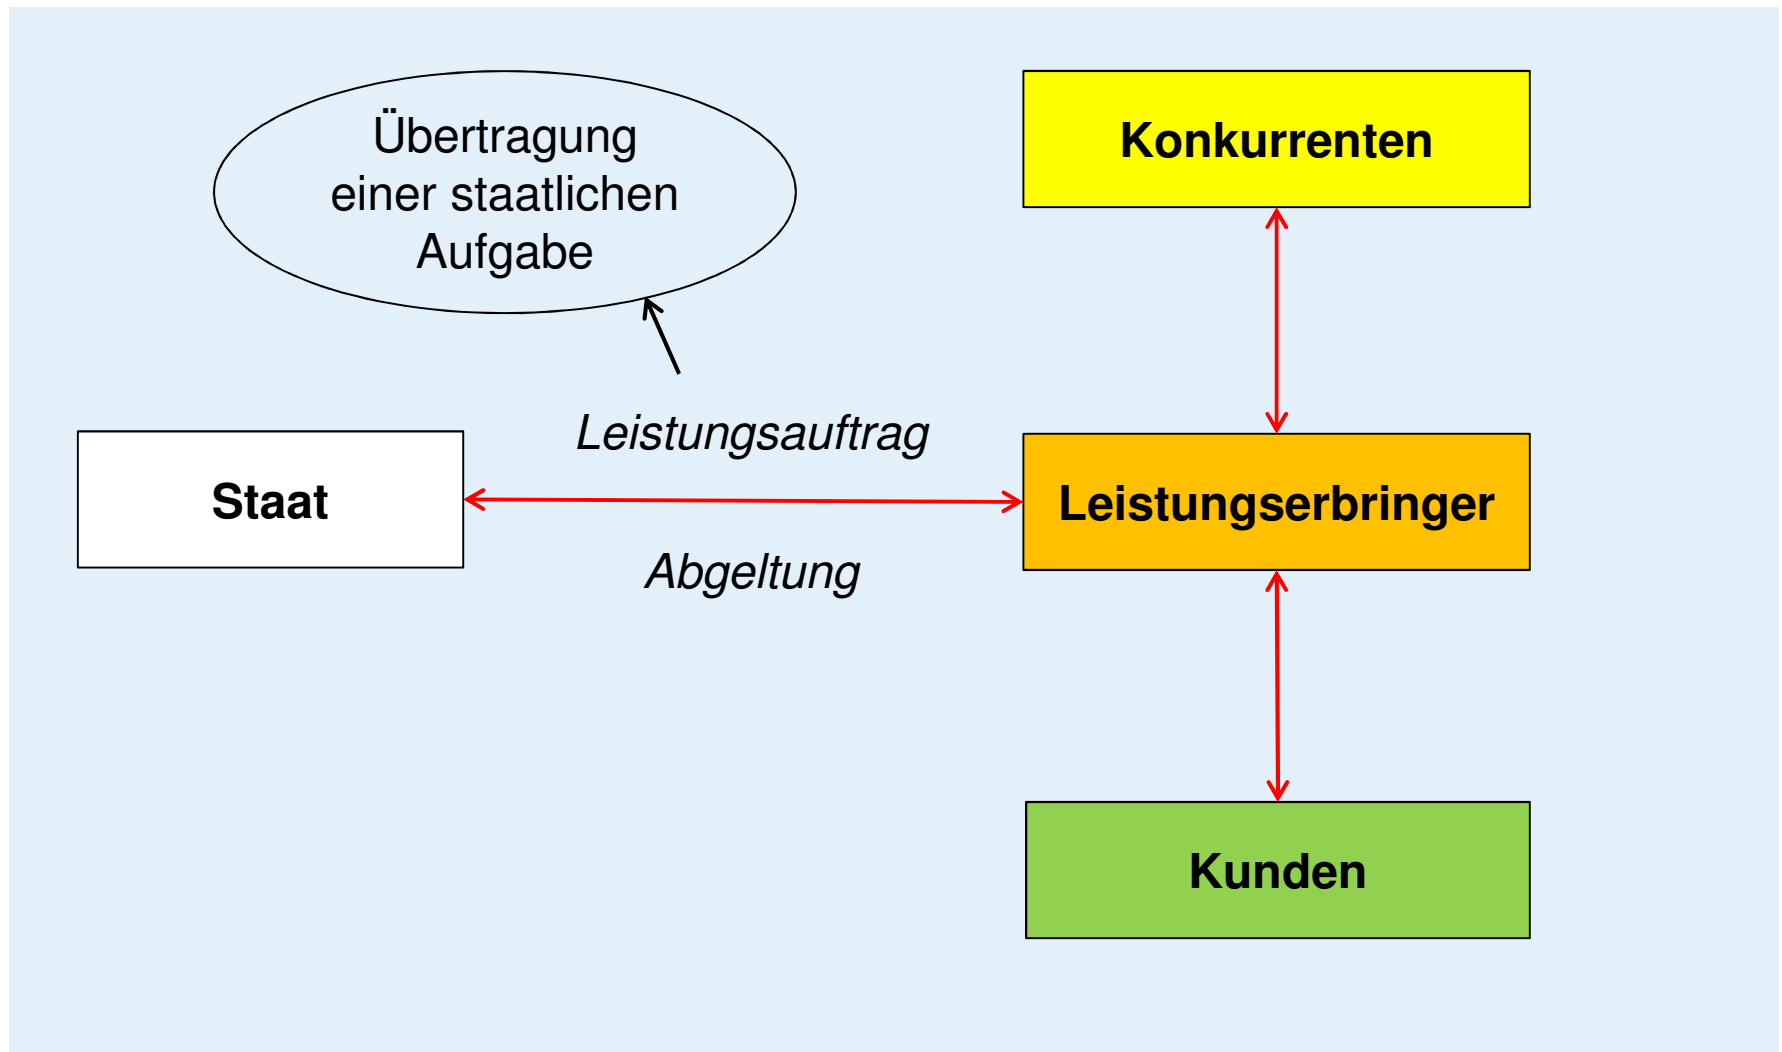 Übertragung
einer staatlichen
Aufgabe
Konkurrenten
Leistungsauftrag
Staat
Leistungserbringer
Abgeltung
Kunden